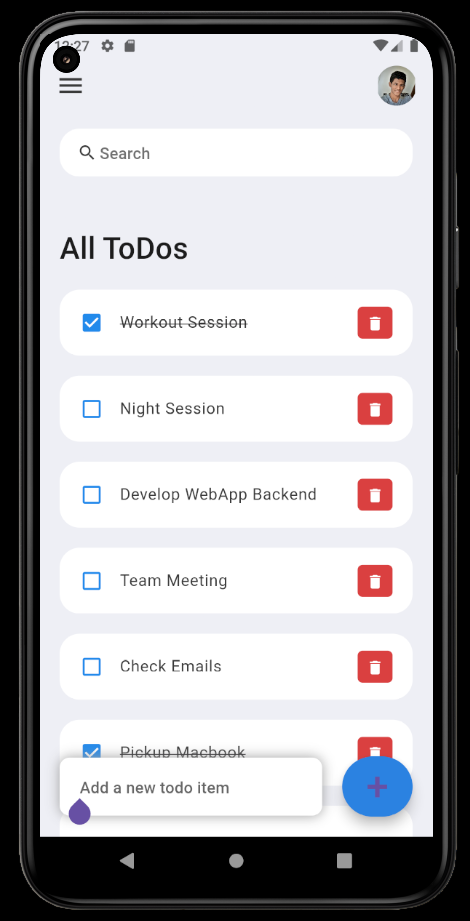 12:27
Search
All ToDos
Workout Session
Night Session
Develop WebApp Backend
Team Meeting
Check Emails
Pickup Macbook
Add a new todo item